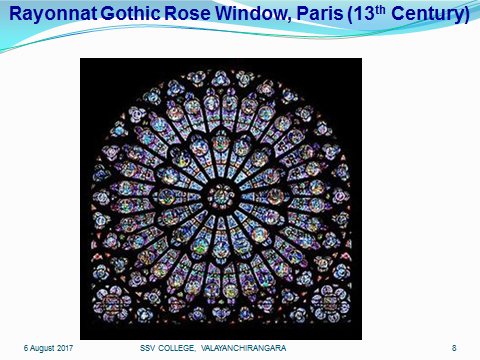 Rayonnat Gothic Rose Window, Paris (13th Century)
6 August 2017 SSV COLLEGE, VALAYANCHIRANGARA 8